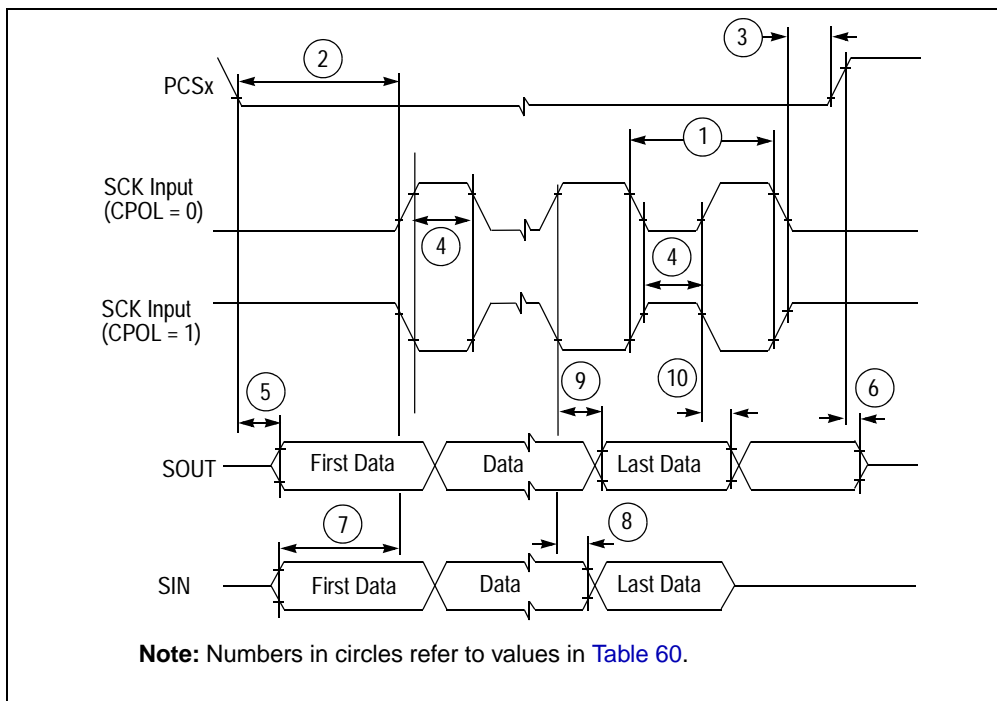 2
3
PCSx
1
SCK Input
(CPOL = 0)
4
4
SCK Input
(CPOL = 1)
5
9
10
6
SOUT
First Data
Data
Last Data
7
8
SIN
First Data
Data
Last Data
Note: Numbers in circles refer to values in Table 60.